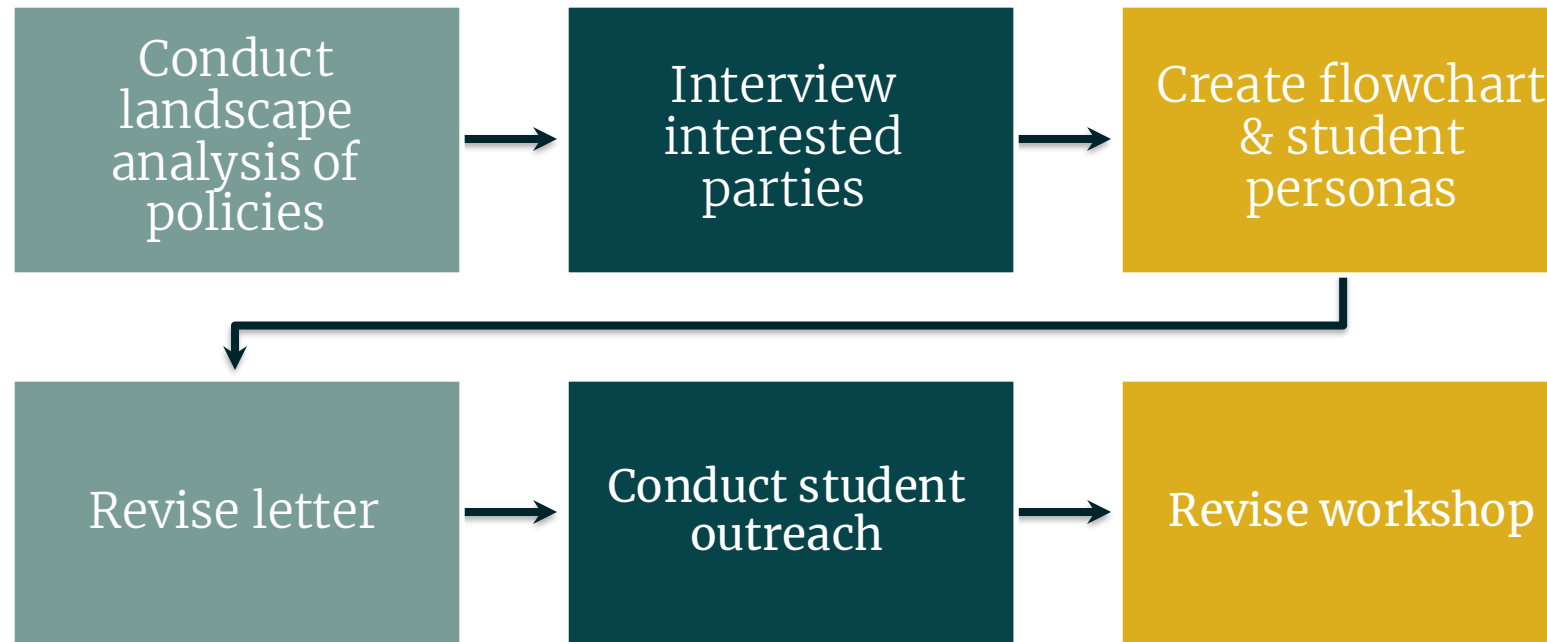 Conduct
landscape
analysis of
policies
Interview
interested
parties
Create flowchart
& student
personas
Revise letter
Conduct student
outreach
Revise workshop